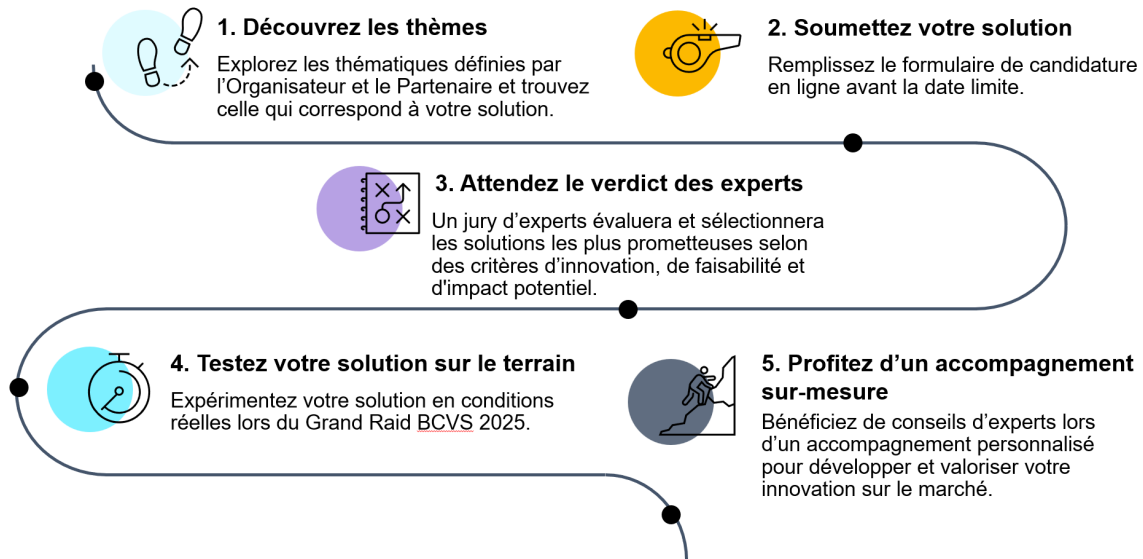 1. Découvrez les thèmes
Explorez les thématiques définies par
l’Organisateur et le Partenaire et trouvez
celle qui correspond à votre solution.
2. Soumettez votre solution
Remplissez le formulaire de candidature
en ligne avant la date limite.
3. Attendez le verdict des experts
Un jury d’experts évaluera et sélectionnera
les solutions les plus prometteuses selon
des critères d’innovation, de faisabilité et
d'impact potentiel.
4. Testez votre solution sur le terrain
Expérimentez votre solution en conditions
réelles lors du Grand Raid BCVS 2025.
5. Profitez d’un accompagnement
sur-mesure
Bénéficiez de conseils d’experts lors
d’un accompagnement personnalisé
pour développer et valoriser votre
innovation sur le marché.